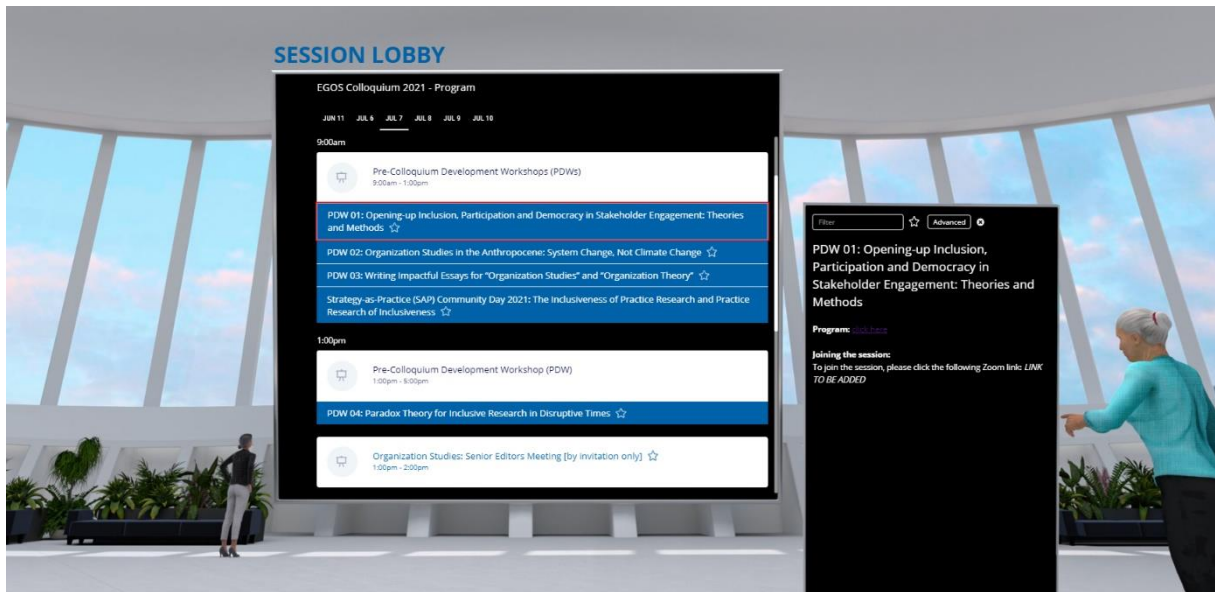 SESSION LOBBY
EGOS Colloquium 2021 - Program
JUN 11 JUL 6 JUL 7 JUL 8 JUL 9 JUL 10
9:00am
Pre-Colloquium Development Workshops (PDWs)
9:00am - 1:00pm
PDW 01: Opening-up Inclusion, Participation and Democracy in Stakeholder Engagement: Theories
and Methods
PDW 02: Organization Studies in the Anthropocene: System Change, Not Climate Change
PDW 03: Writing Impactful Essays for "Organization Studies" and "Organization Theory"
Strategy-as-Practice (SAP) Community Day 2021: The Inclusiveness of Practice Research and Practice
Research of Inclusiveness
1:00pm
Pre-Colloquium Development Workshop (PDW)
1:00pm - 5:00pm
PDW 04: Paradox Theory for Inclusive Research in Disruptive Times
Organization Studies: Senior Editors Meeting [by invitation only]
1:00pm - 2:00pm
Filter Advanced
PDW 01: Opening-up Inclusion,
Participation and Democracy in
Stakeholder Engagement: Theories and
Methods
Program: click here
Joining the session:
To join the session, please click the following Zoom link: LINK
TO BE ADDED